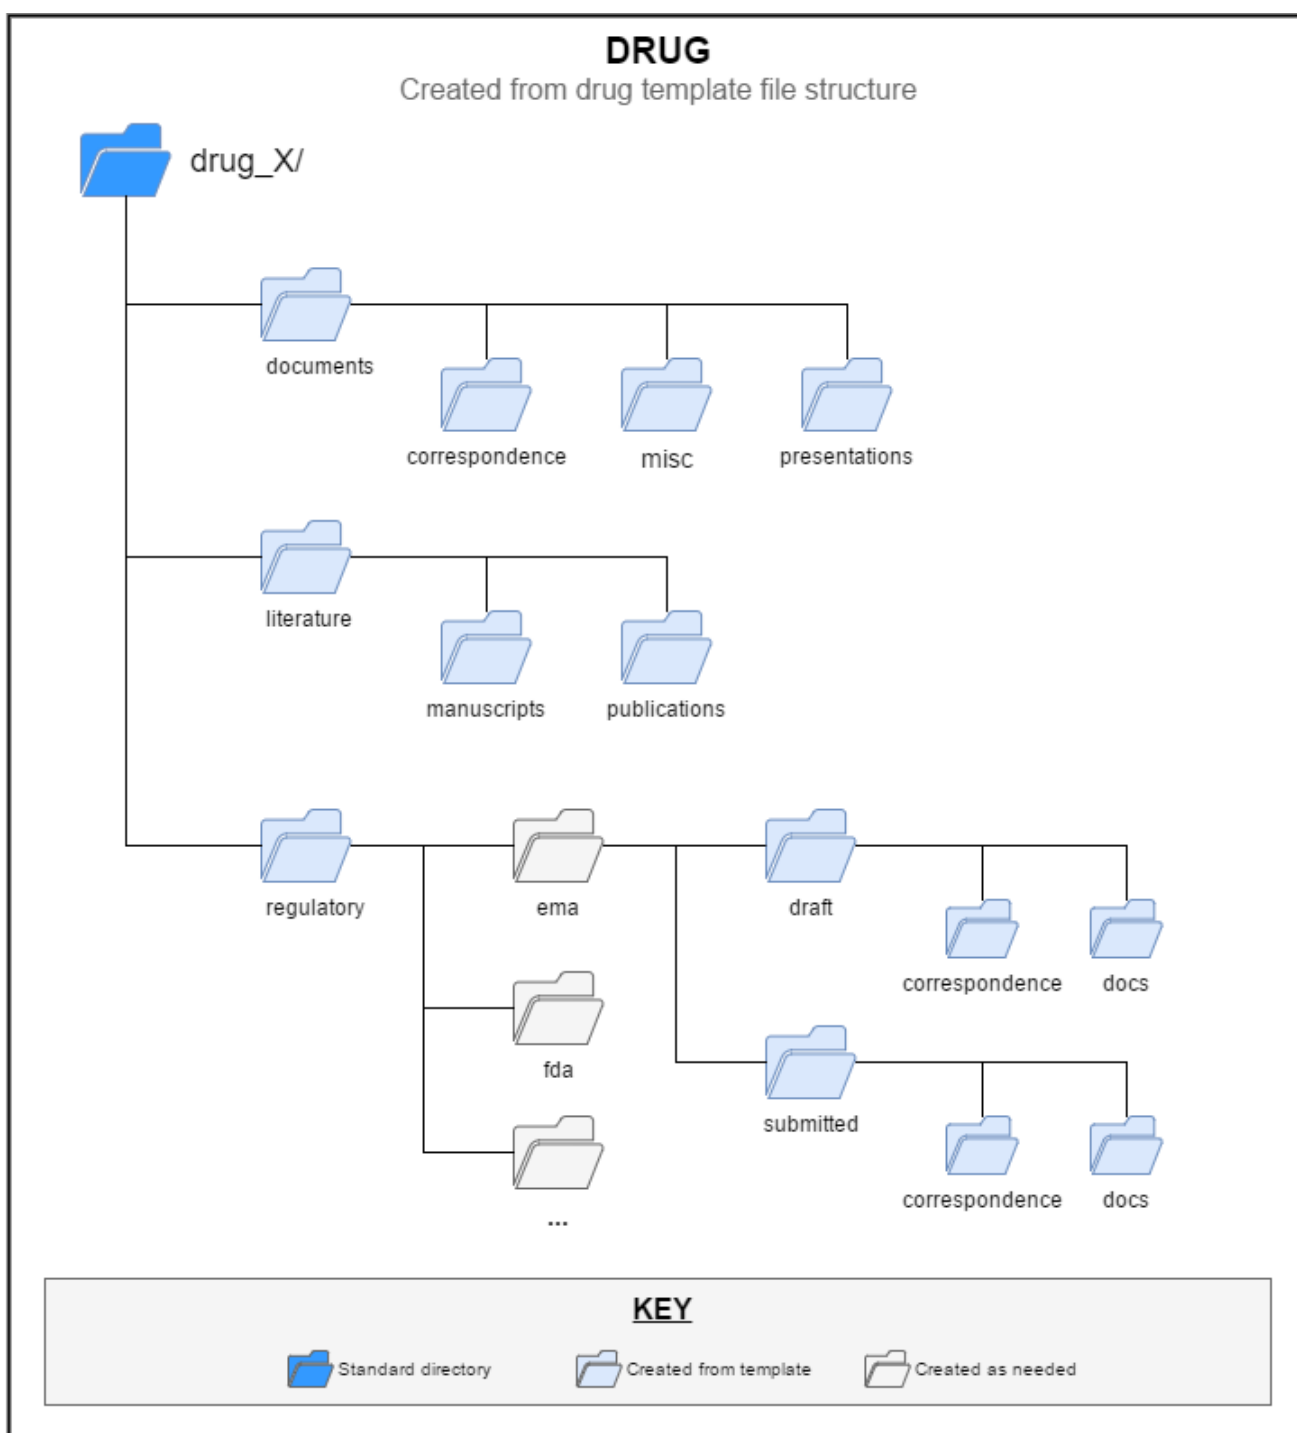 DRUG
Created from drug template file structure
drug_X/
documents
correspondence
misc
presentations
literature
manuscripts
publications
regulatory
ema
draft
correspondence
docs
fda
submitted
correspondence
docs
...
KEY
Standard directory
Created from template
Created as needed